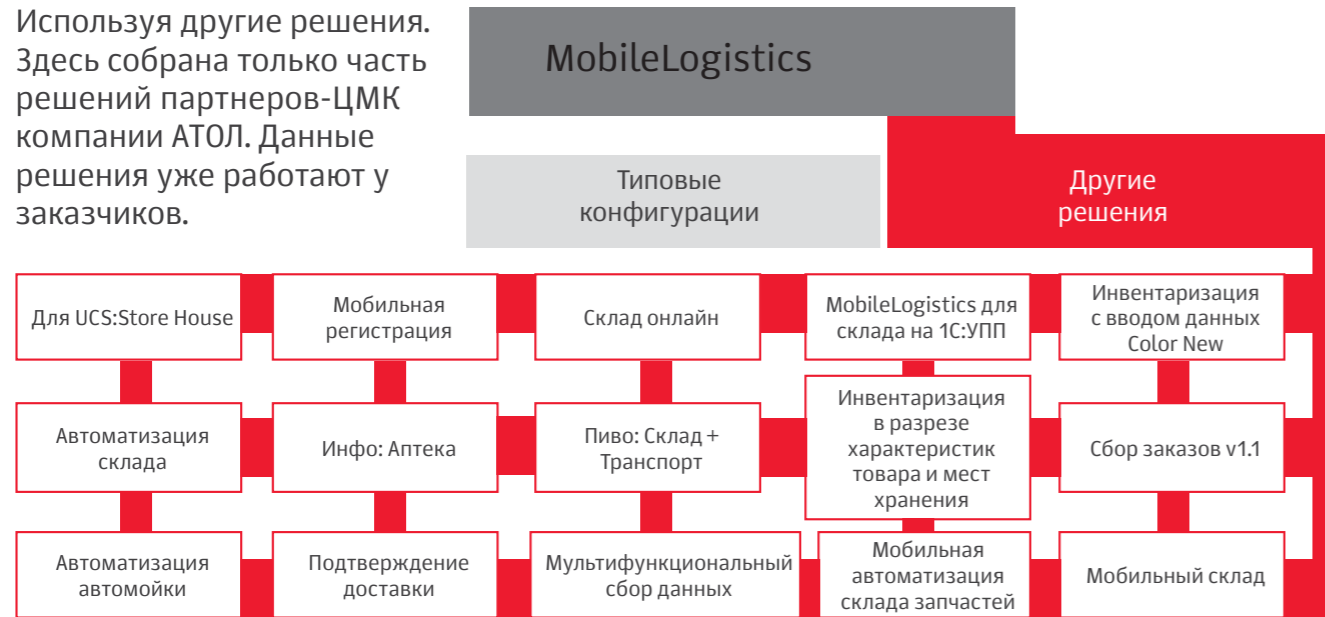 Используя другие решения.
Здесь собрана только часть
решений партнеров-ЦМК
компании АТОЛ. Данные
решения уже работают у
заказчиков.
MobileLogistics
Типовые
конфигурации
Другие
решения
Для UCS:Store House
Мобильная
регистрация
Склад онлайн
MobileLogistics для
склада на 1С:УПП
Инвентаризация
с вводом данных
Color New
Автоматизация
склада
Инфо: Аптека
Пиво: Склад +
Транспорт
Инвентаризация
в разрезе
характеристик
товара и мест
хранения
Сбор заказов v1.1
Автоматизация
автомойки
Подтверждение
доставки
Мультифункциональный
сбор данных
Мобильная
автоматизация
склада запчастей
Мобильный склад